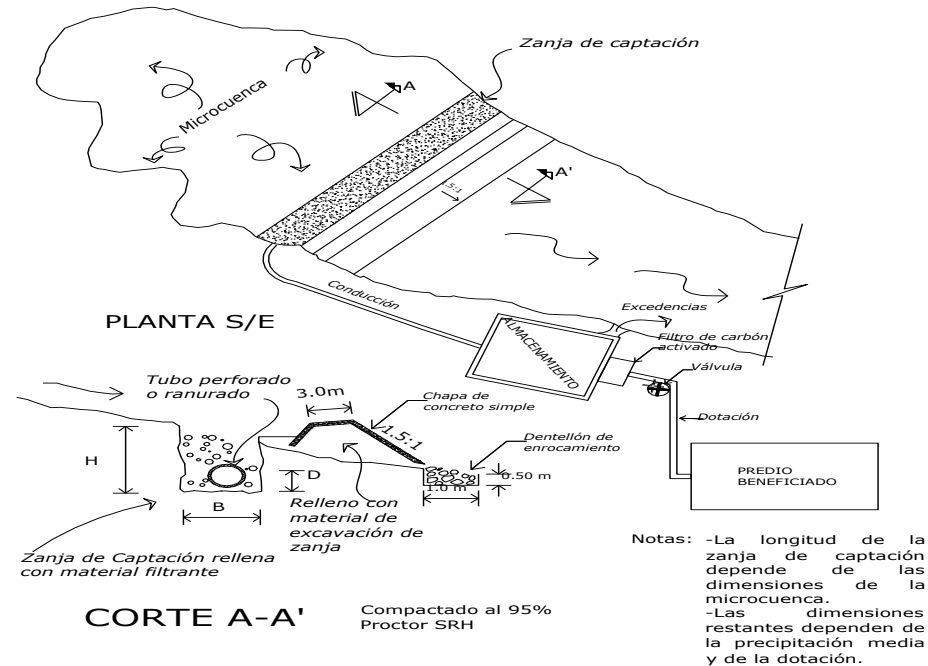 Zanja de captación
A
Microcuenca
A'
1.5:1
Conducción
Excedencias
PLANTA S/E
ALMACENAMIENTO
Filtro de carbón
activado
Válvula
Dotación
PREDIO
BENEFICIADO
Tubo perforado
o ranurado
3.0m
Chapa de
concreto simple
1.5:1
Dentellón de
enrocamiento
H
D
B
0.50 m
1.0 m
Relleno con
material de
excavación de
zanja
Zanja de Captación rellena
con material filtrante
CORTE A-A'
Compactado al 95%
Proctor SRH
Notas: -La longitud de la
zanja de captación
depende de las
dimensiones de la
microcuenca.
-Las dimensiones
restantes dependen de
la precipitación media
y de la dotación.